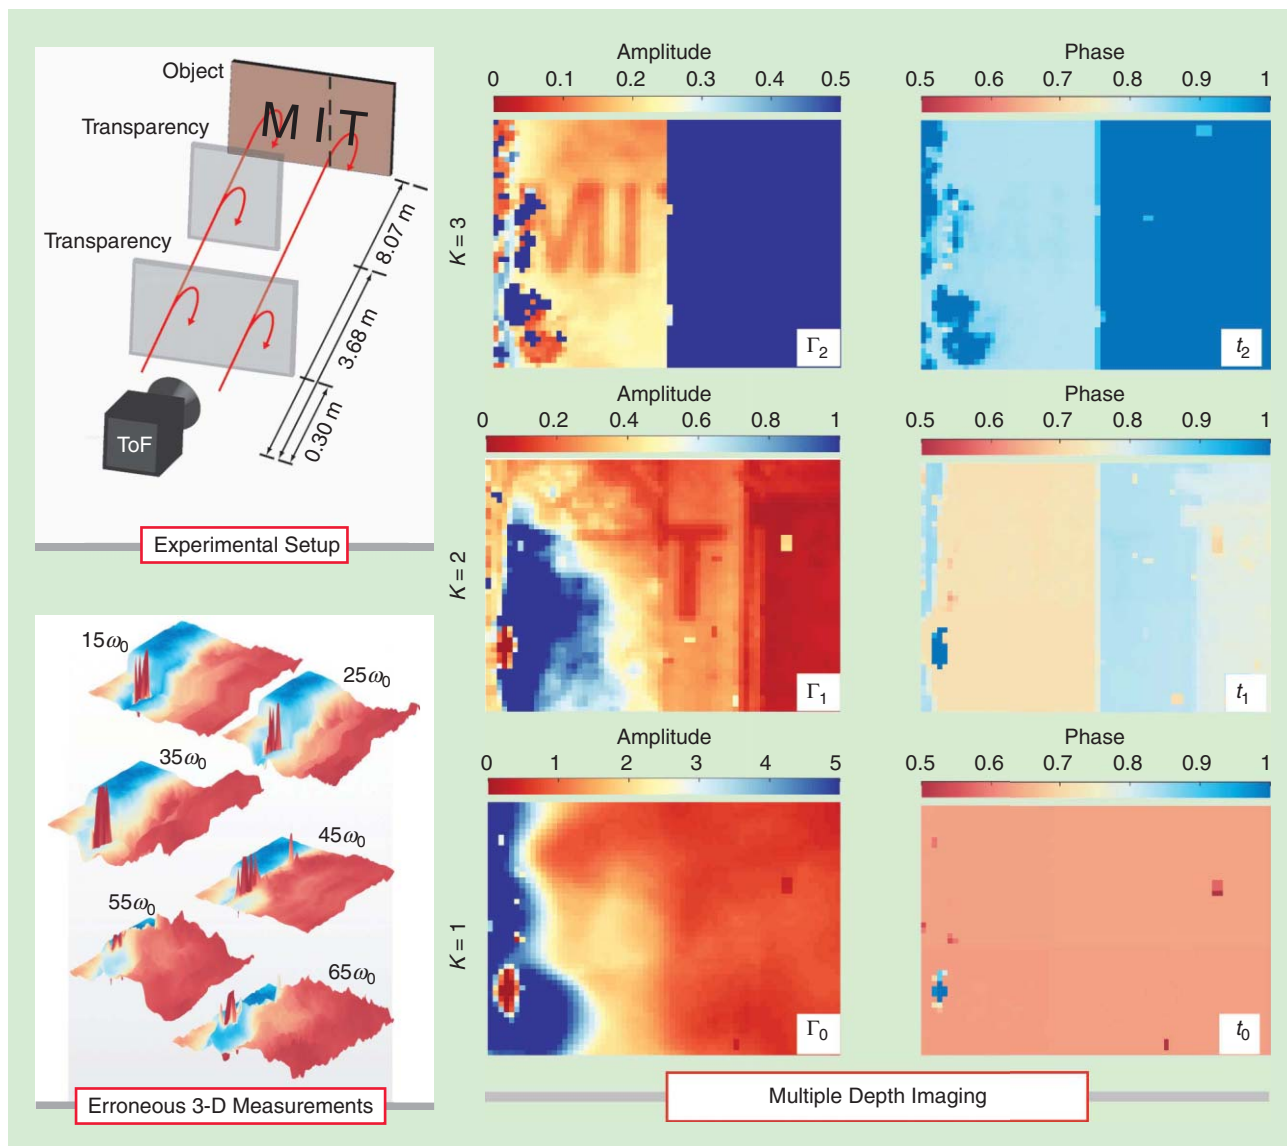 Object
MIT
Transparency
Transparency
8.07 m
3.68 m
0.30 m
ToF
Experimental Setup
15ω₀
25ω₀
35ω₀
45ω₀
55ω₀
65ω₀
Erroneous 3-D Measurements
Amplitude
0 0.1 0.2 0.3 0.4 0.5
K = 3
MI
Γ₂
Phase
0.5 0.6 0.7 0.8 0.9 1
t₂
Amplitude
0 0.2 0.4 0.6 0.8 1
K = 2
T
Γ₁
Phase
0.5 0.6 0.7 0.8 0.9 1
t₁
Amplitude
0 1 2 3 4 5
K = 1
Γ₀
Phase
0.5 0.6 0.7 0.8 0.9 1
t₀
Multiple Depth Imaging